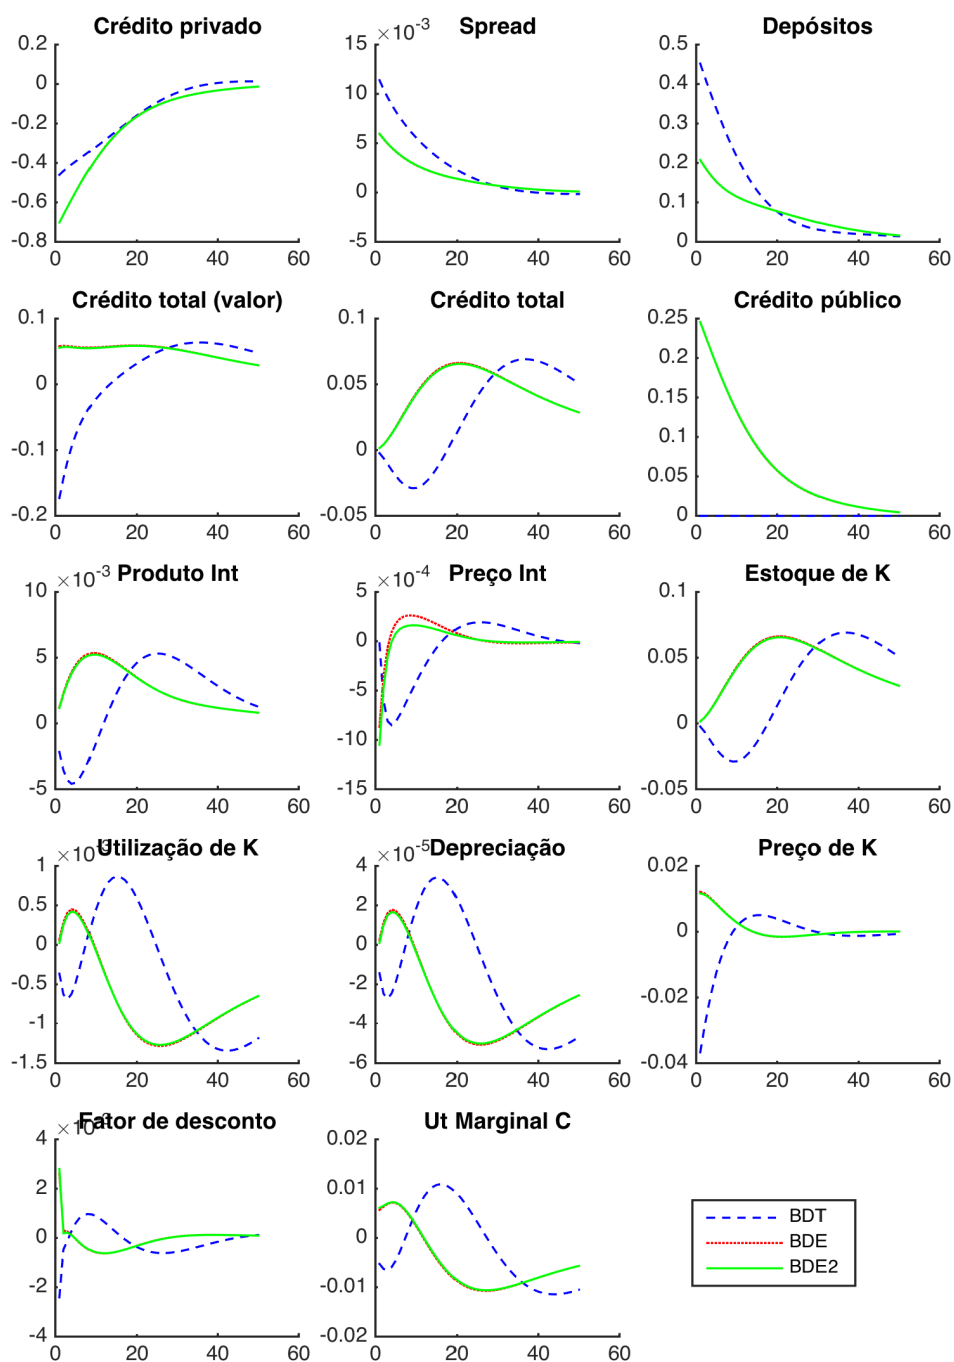 Crédito privado
0.2
0
-0.2
-0.4
-0.6
-0.8
0 20 40 60
Spread
×10-3
15
10
5
0
-5
0 20 40 60
Depósitos
0.5
0.4
0.3
0.2
0.1
0
0 20 40 60
Crédito total (valor)
0.1
0
-0.1
-0.2
0 20 40 60
Crédito total
0.1
0.05
0
-0.05
0 20 40 60
Crédito público
0.25
0.2
0.15
0.1
0.05
0
0 20 40 60
Produto Int
×10-3
10
5
0
-5
0 20 40 60
Preço Int
×10-4
5
0
-5
-10
-15
0 20 40 60
Estoque de K
0.1
0.05
0
-0.05
0 20 40 60
Utilização de K
1
0.5
0
-0.5
-1
-1.5
0 20 40 60
Depreciação
×10-5
4
2
0
-2
-4
-6
0 20 40 60
Preço de K
0.02
0
-0.02
-0.04
0 20 40 60
Fator de desconto
4
2
0
-2
-4
0 20 40 60
Ut Marginal C
0.02
0.01
0
-0.01
-0.02
0 20 40 60
BDT
BDE
BDE2